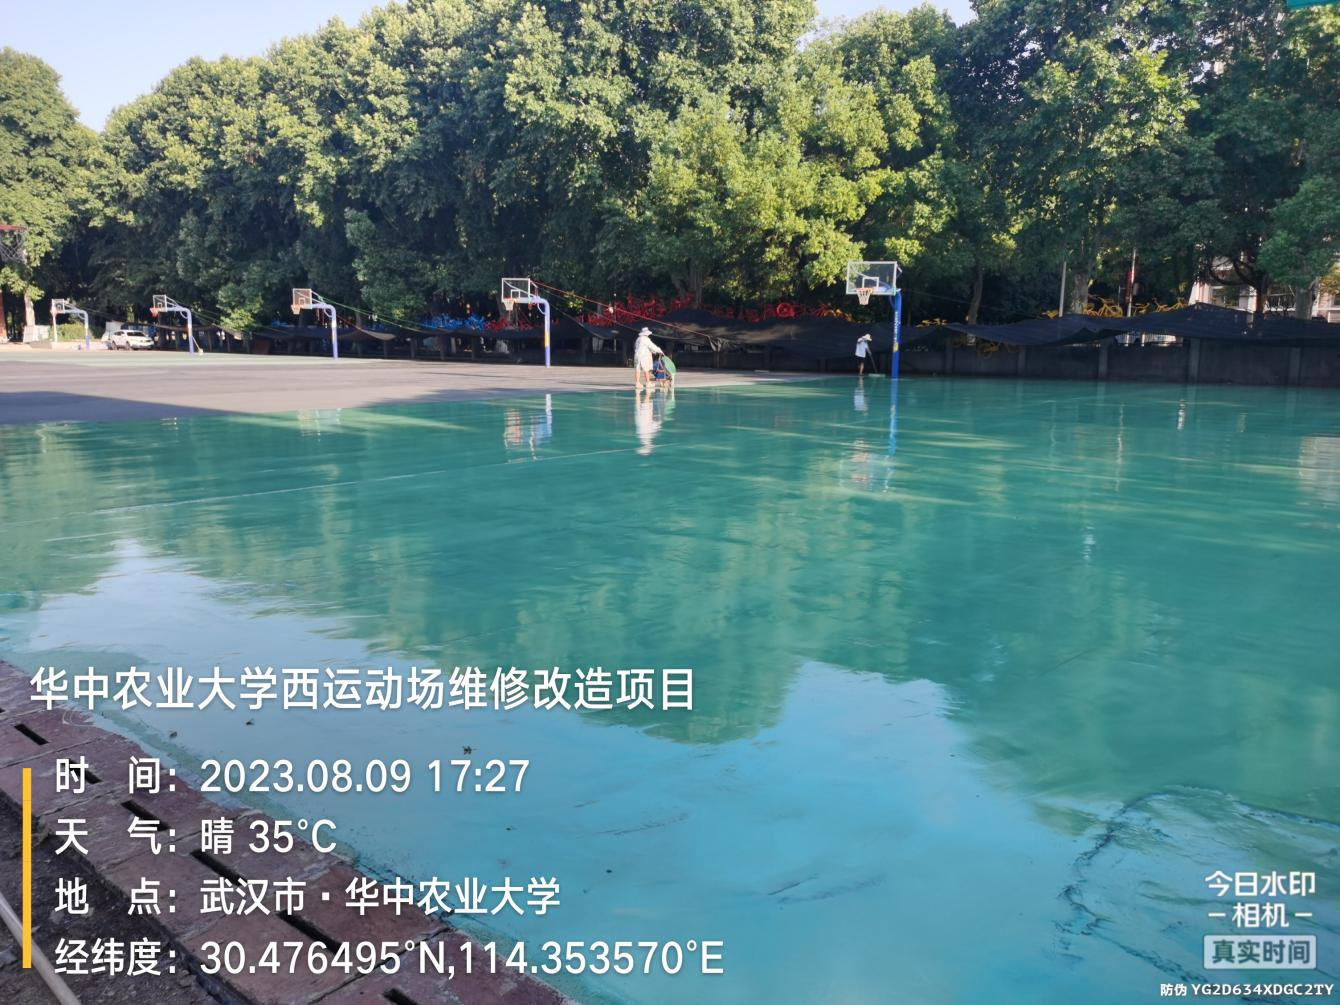 华中农业大学西运动场维修改造项目
时 间：2023.08.09 17:27
天 气：晴 35°C
地 点：武汉市·华中农业大学
经纬度：30.476495°N,114.353570°E
今日水印
-相机-
真实时间
防伪 YG2D634XDGC2TY